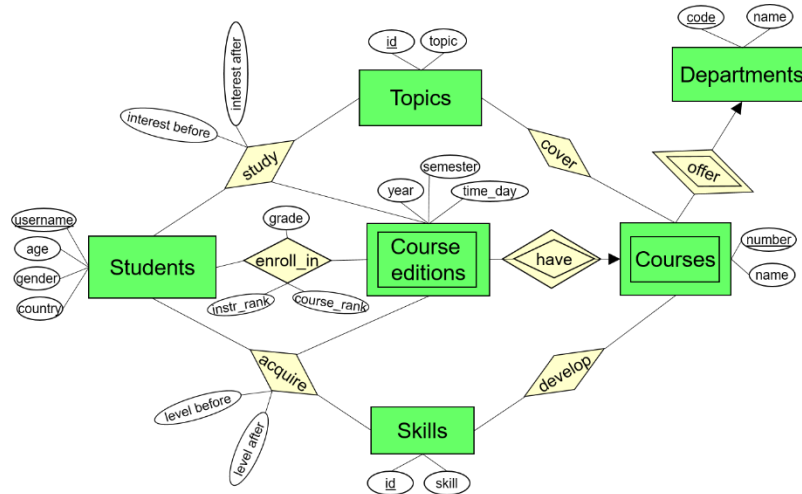 code
name
Departments
id
topic
Topics
interest after
interest before
study
cover
offer
semester
year
time_day
username
age
gender
country
Students
grade
enroll_in
instr_rank
course_rank
Course
editions
have
Courses
number
name
acquire
develop
level before
level after
Skills
id
skill